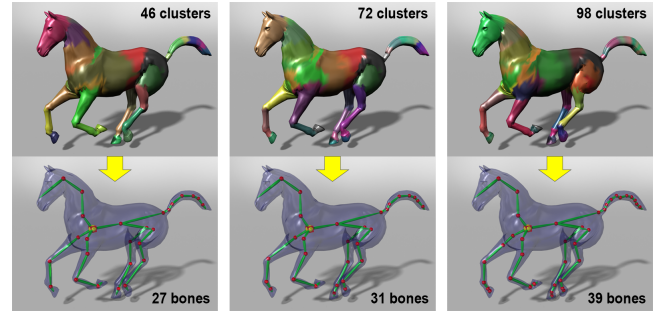 46 clusters
72 clusters
98 clusters
27 bones
31 bones
39 bones